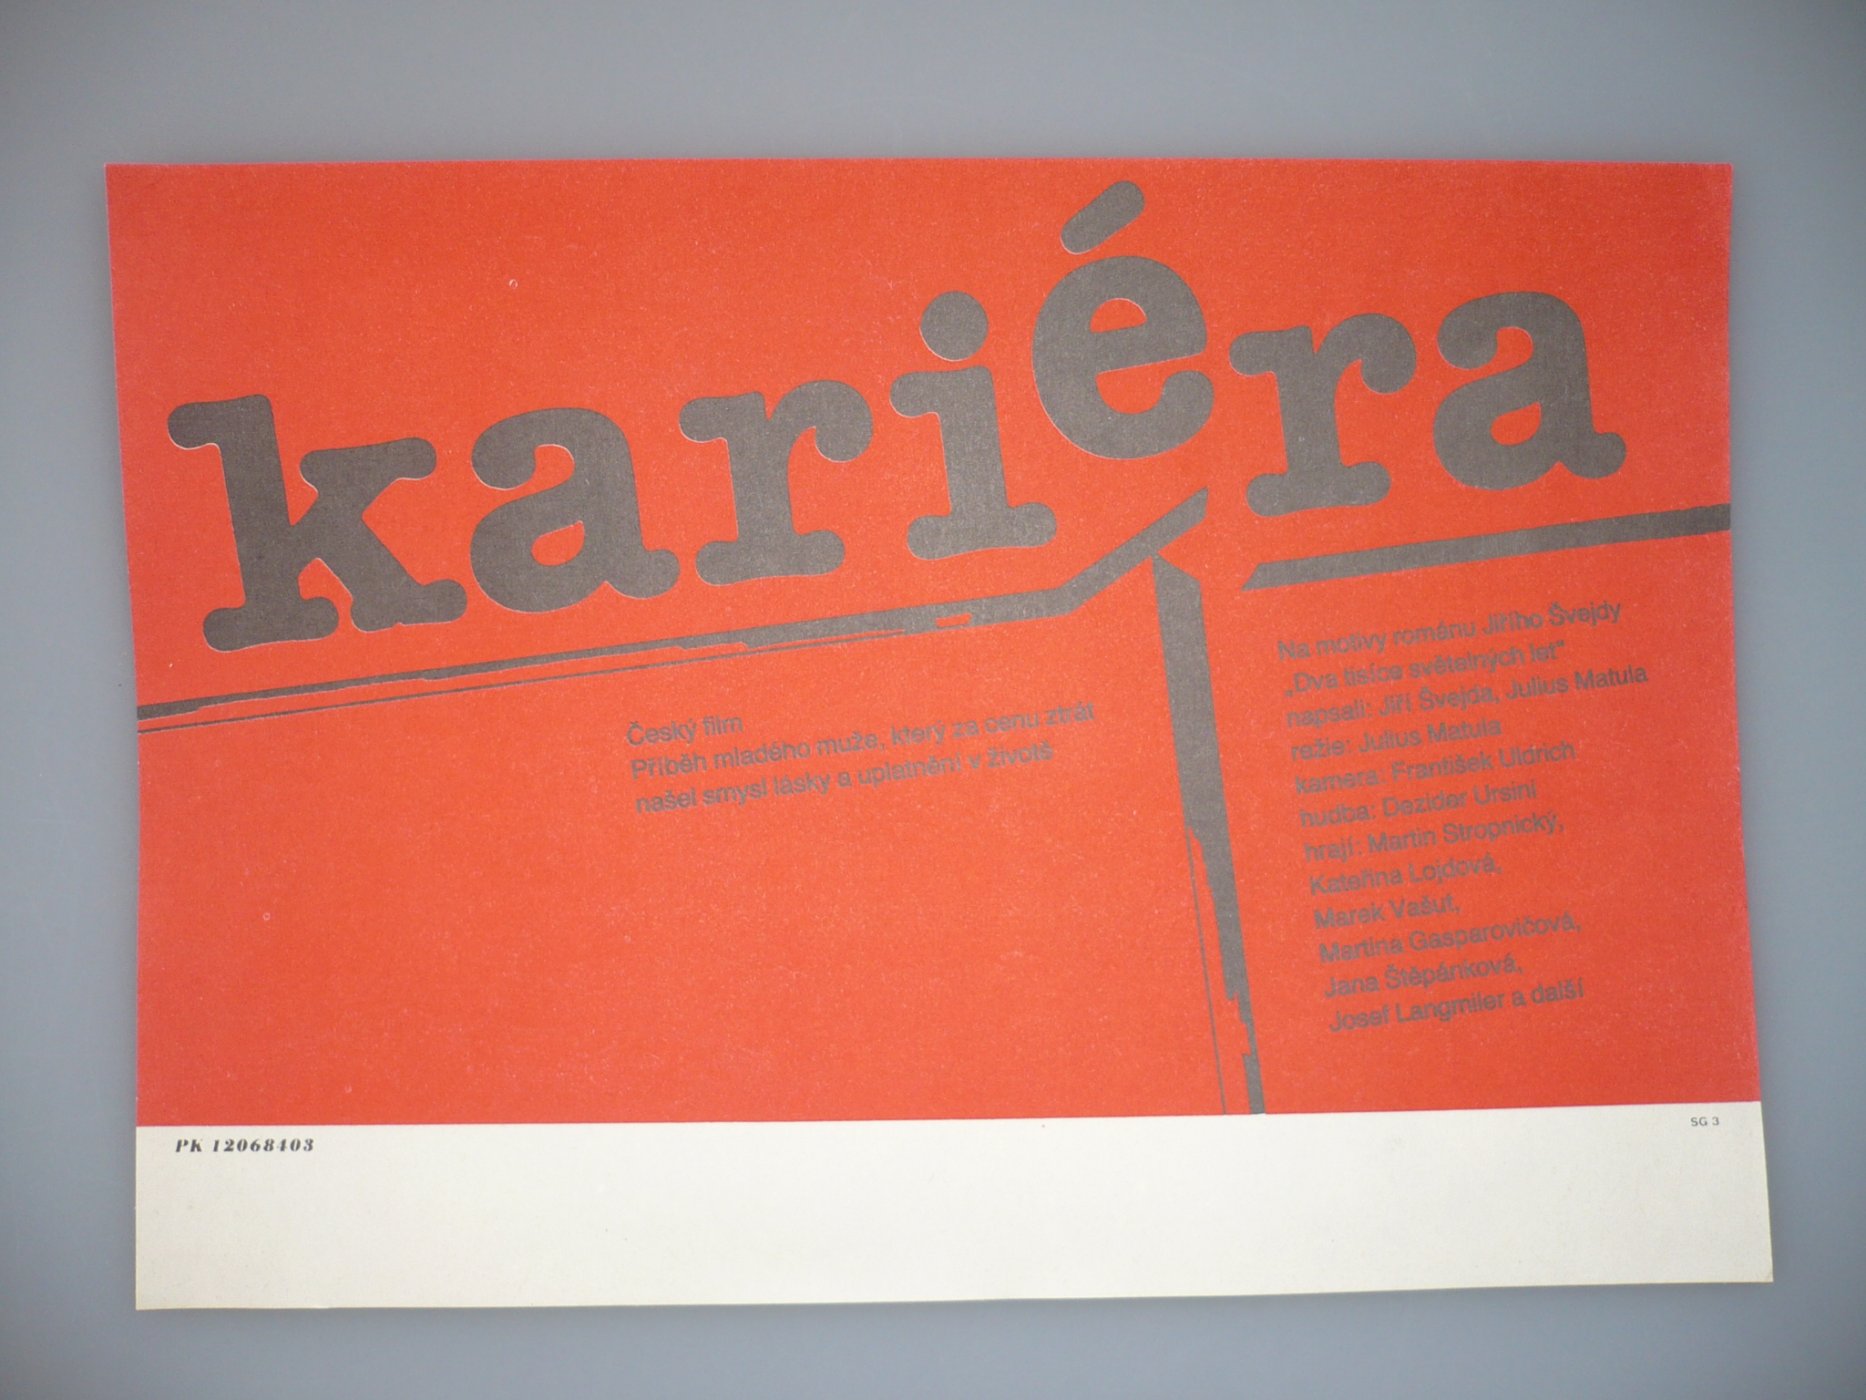 kariéra
Český film
Příběh mladého muže, který za cenu ztrát
našel smysl lásky a uplatnění v životě
Na motivy románu Jiřího Švejdy
„Dva tisíce světelných let“
napsali: Jiří Švejda, Julius Matula
režie: Julius Matula
kamera: František Uldrich
hudba: Dezider Ursini
hrají: Martin Stropnický,
Kateřina Lojdová,
Marek Vašut,
Martina Gasparovičová,
Jana Štěpánková,
Josef Langmiler a další
PK 12068403
SG 3